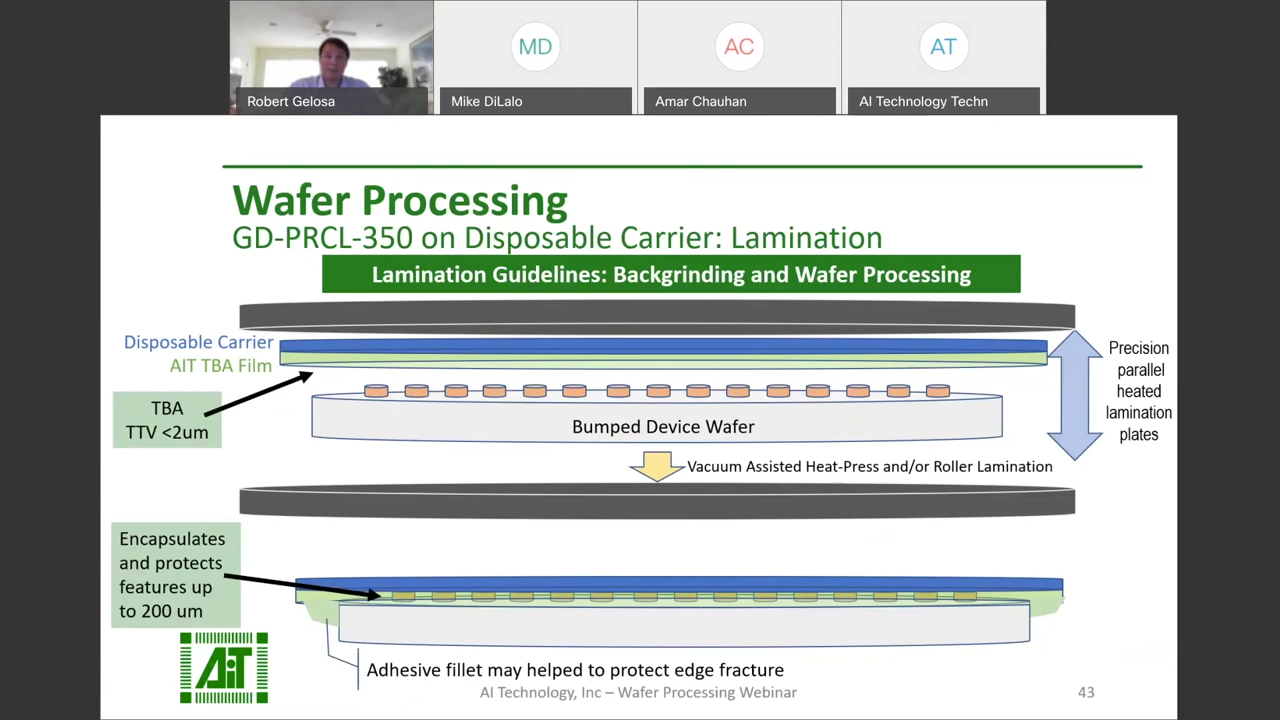 MD
AC
AT
Robert Gelosa
Mike DiLalo
Amar Chauhan
AI Technology Techn
Wafer Processing
GD-PRCL-350 on Disposable Carrier: Lamination
Lamination Guidelines: Backgrinding and Wafer Processing
Disposable Carrier
AIT TBA Film
TBA
TTV <2um
Bumped Device Wafer
Precision
parallel
heated
lamination
plates
Vacuum Assisted Heat-Press and/or Roller Lamination
Encapsulates
and protects
features up
to 200 um
AiT
Adhesive fillet may helped to protect edge fracture
AI Technology, Inc – Wafer Processing Webinar
43